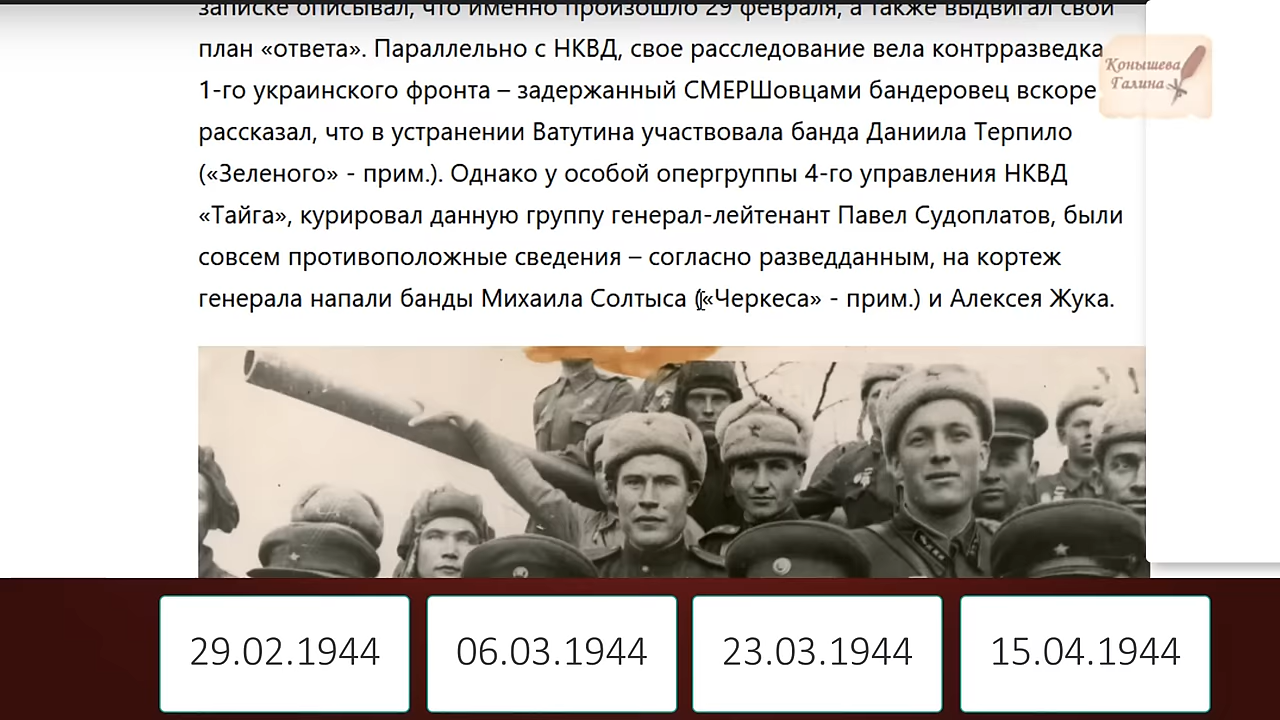 записке описывал, что именно произошло 29 февраля, а также выдвигал свой
план «ответа». Параллельно с НКВД, свое расследование вела контрразведка
1-го украинского фронта – задержанный СМЕРШовцами бандеровец вскоре
рассказал, что в устранении Ватутина участвовала банда Даниила Терпило
(«Зеленого» - прим.). Однако у особой опергруппы 4-го управления НКВД
«Тайга», курировал данную группу генерал-лейтенант Павел Судоплатов, были
совсем противоположные сведения – согласно разведданным, на кортеж
генерала напали банды Михаила Солтыса («Черкеса» - прим.) и Алексея Жука.
Конышева
Галина
29.02.1944
06.03.1944
23.03.1944
15.04.1944